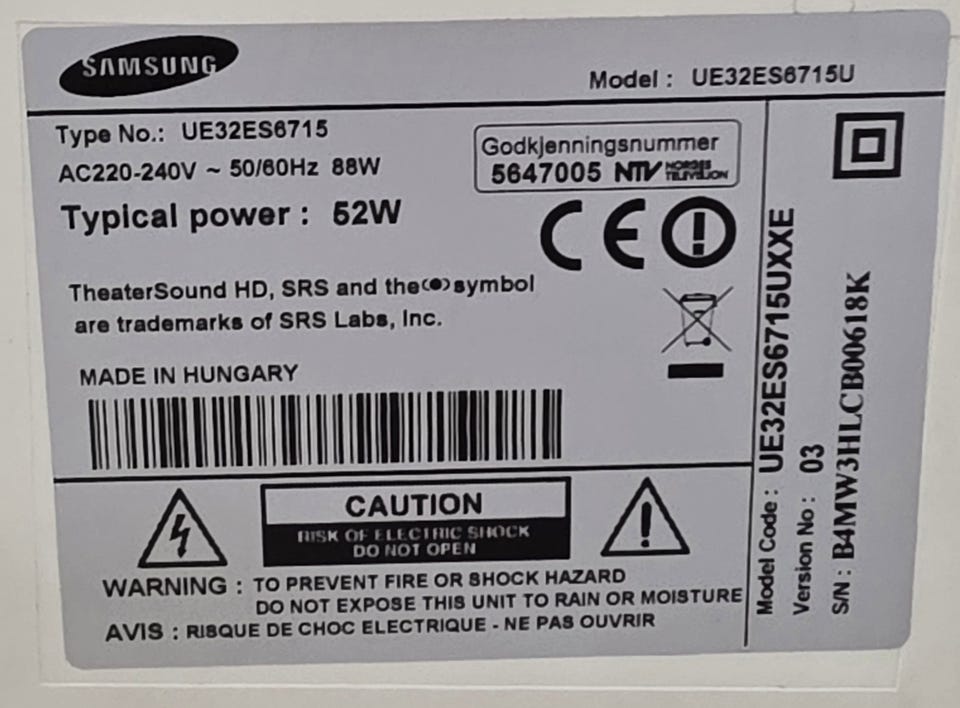 SAMSUNG
Model : UE32ES6715U
Type No.: UE32ES6715
AC220-240V ~ 50/60Hz 88W
Typical power : 52W
Godkjenningsnummer
5647005 NTV NORGES TELEVISJON
CE
TheaterSound HD, SRS and the symbol
are trademarks of SRS Labs, Inc.
MADE IN HUNGARY
CAUTION
RISK OF ELECTRIC SHOCK
DO NOT OPEN
WARNING : TO PREVENT FIRE OR SHOCK HAZARD
DO NOT EXPOSE THIS UNIT TO RAIN OR MOISTURE
AVIS : RISQUE DE CHOC ELECTRIQUE - NE PAS OUVRIR
Model Code : UE32ES6715UXXE
Version No : 03
S/N : B4MW3HLCB00618K